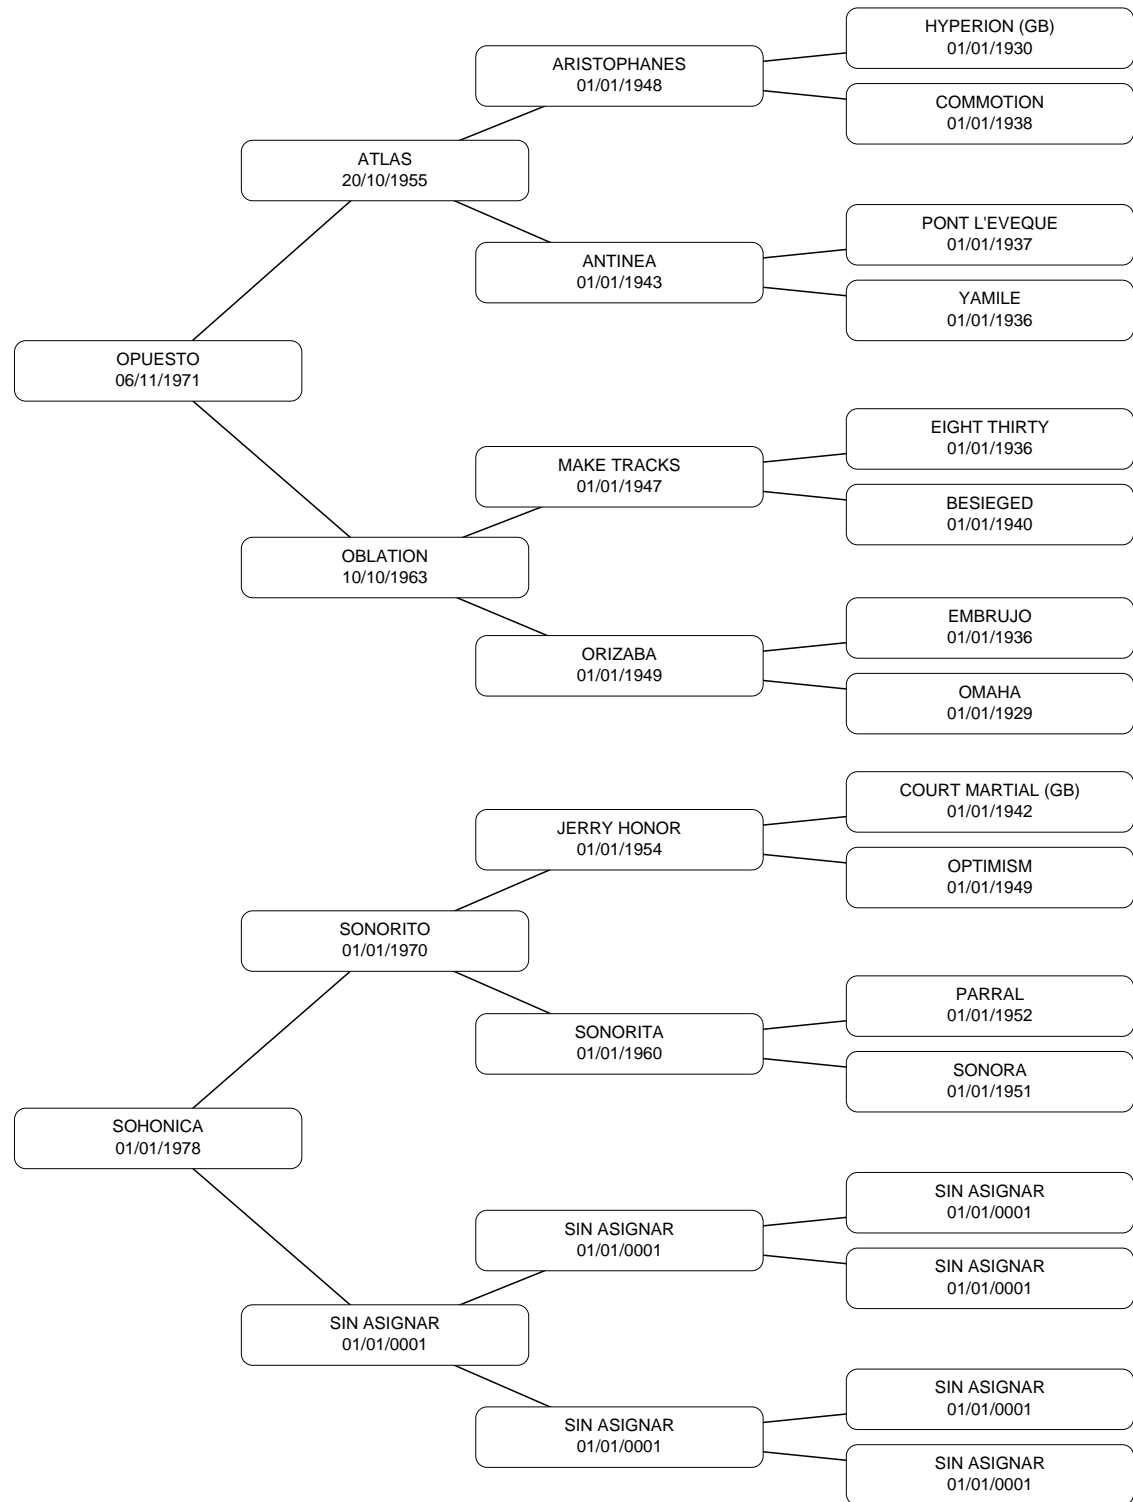 HYPERION (GB)
01/01/1930
ARISTOPHANES
01/01/1948
COMMOTION
01/01/1938
ATLAS
20/10/1955
PONT L'EVEQUE
01/01/1937
ANTINEA
01/01/1943
YAMILE
01/01/1936
OPUESTO
06/11/1971
EIGHT THIRTY
01/01/1936
MAKE TRACKS
01/01/1947
BESIEGED
01/01/1940
OBLATION
10/10/1963
EMBRUJO
01/01/1936
ORIZABA
01/01/1949
OMAHA
01/01/1929
COURT MARTIAL (GB)
01/01/1942
JERRY HONOR
01/01/1954
OPTIMISM
01/01/1949
SONORITO
01/01/1970
PARRAL
01/01/1952
SONORITA
01/01/1960
SONORA
01/01/1951
SOHONICA
01/01/1978
SIN ASIGNAR
01/01/0001
SIN ASIGNAR
01/01/0001
SIN ASIGNAR
01/01/0001
SIN ASIGNAR
01/01/0001
SIN ASIGNAR
01/01/0001
SIN ASIGNAR
01/01/0001
SIN ASIGNAR
01/01/0001